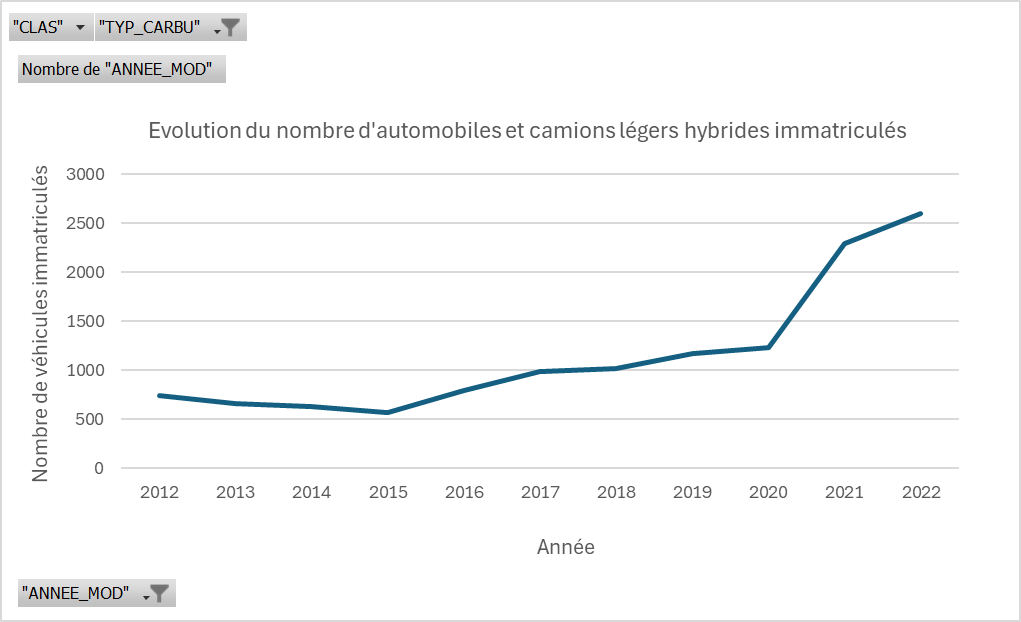 "CLAS" "TYP_CARBU"
Nombre de "ANNEE_MOD"
Evolution du nombre d'automobiles et camions légers hybrides immatriculés
Nombre de véhicules immatriculés
3000
2500
2000
1500
1000
500
0
2012 2013 2014 2015 2016 2017 2018 2019 2020 2021 2022
Année
"ANNEE_MOD"